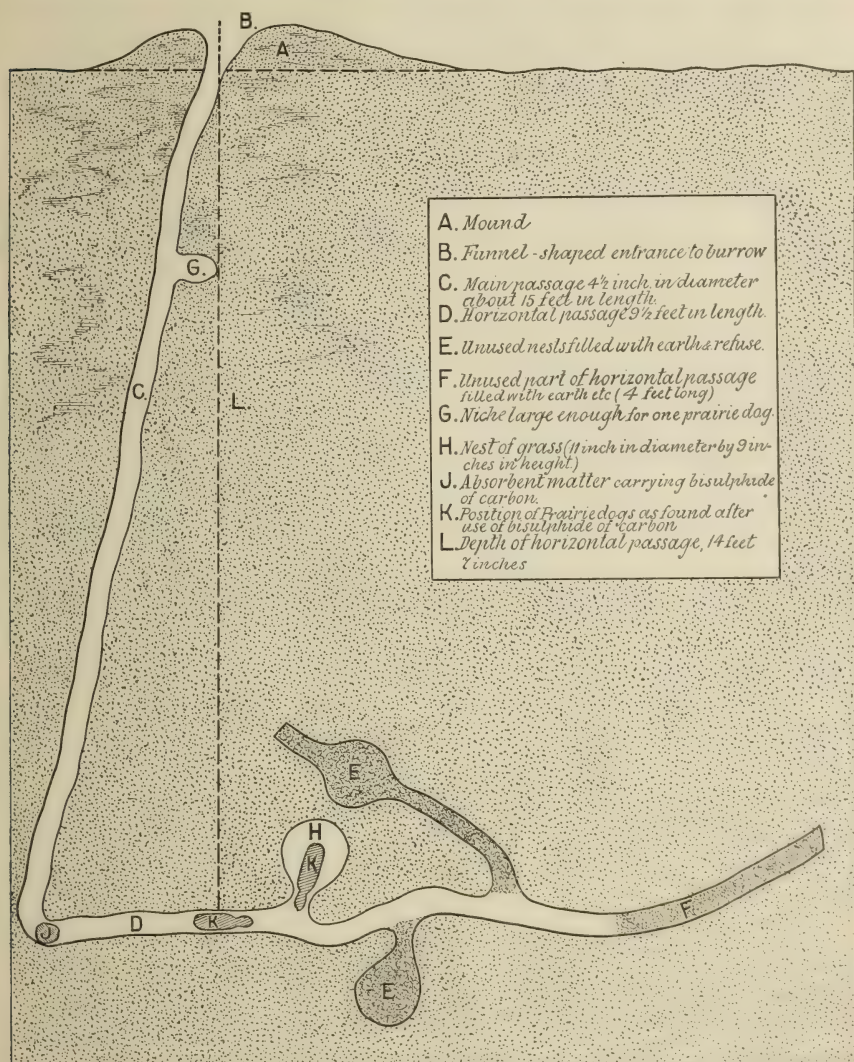 B.
A
G.
C.
L.
A. Mound
B. Funnel-shaped entrance to burrow
C. Main passage 4½ inch in diameter
about 15 feet in length.
D. Horizontal passage 9½ feet in length.
E. Unused nests filled with earth & refuse.
F. Unused part of horizontal passage
filled with earth etc (4 feet long)
G. Niche large enough for one prairie dog.
H. Nest of grass (11 inch in diameter by 9 in-
ches in height.)
J. Absorbent matter carrying bisulphide
of carbon.
K. Position of Prairie dogs as found after
use of bisulphide of carbon
L. Depth of horizontal passage, 14 feet
7 inches
E
H
K
F
J
D
K
E